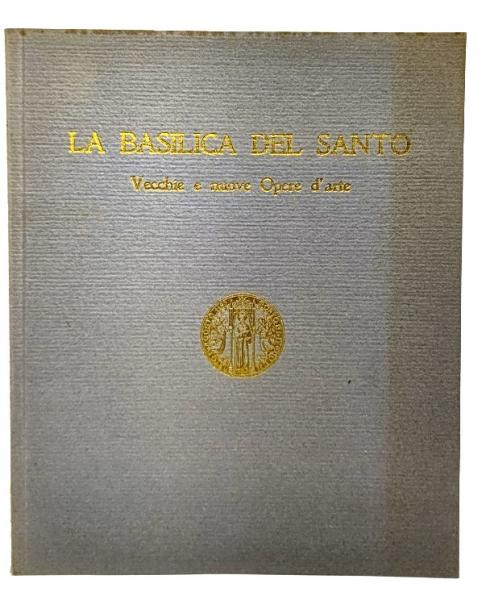 LA BASILICA DEL SANTO
Vecchie e nuove Opere d'arte